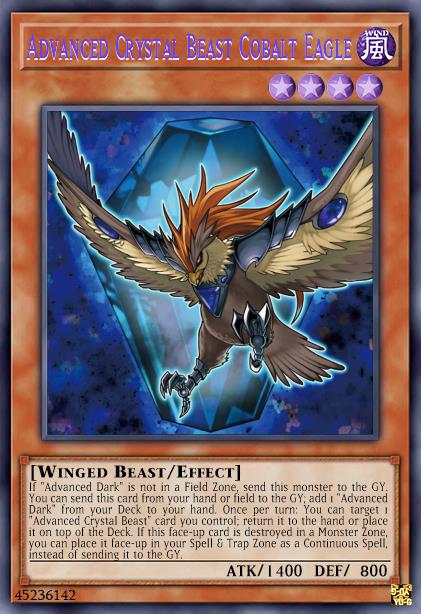 Advanced Crystal Beast Cobalt Eagle
WIND
風
[Winged Beast/Effect]
If "Advanced Dark" is not in a Field Zone, send this monster to the GY.
You can send this card from your hand or field to the GY; add 1 "Advanced
Dark" from your Deck to your hand. Once per turn: You can target 1
"Advanced Crystal Beast" card you control; return it to the hand or place
it on top of the Deck. If this face-up card is destroyed in a Monster Zone,
you can place it face-up in your Spell & Trap Zone as a Continuous Spell,
instead of sending it to the GY.
ATK/1400 DEF/ 800
45236142